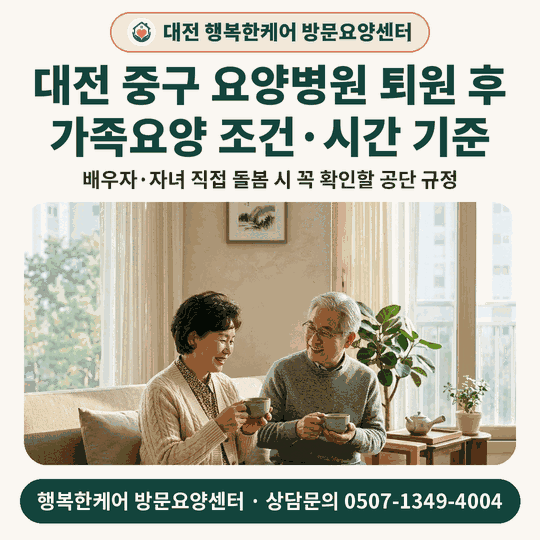 대전 행복한케어 방문요양센터
대전 중구 요양병원 퇴원 후
가족요양 조건·시간 기준
배우자·자녀 직접 돌봄 시 꼭 확인할 공단 규정
행복한케어 방문요양센터 · 상담문의 0507-1349-4004